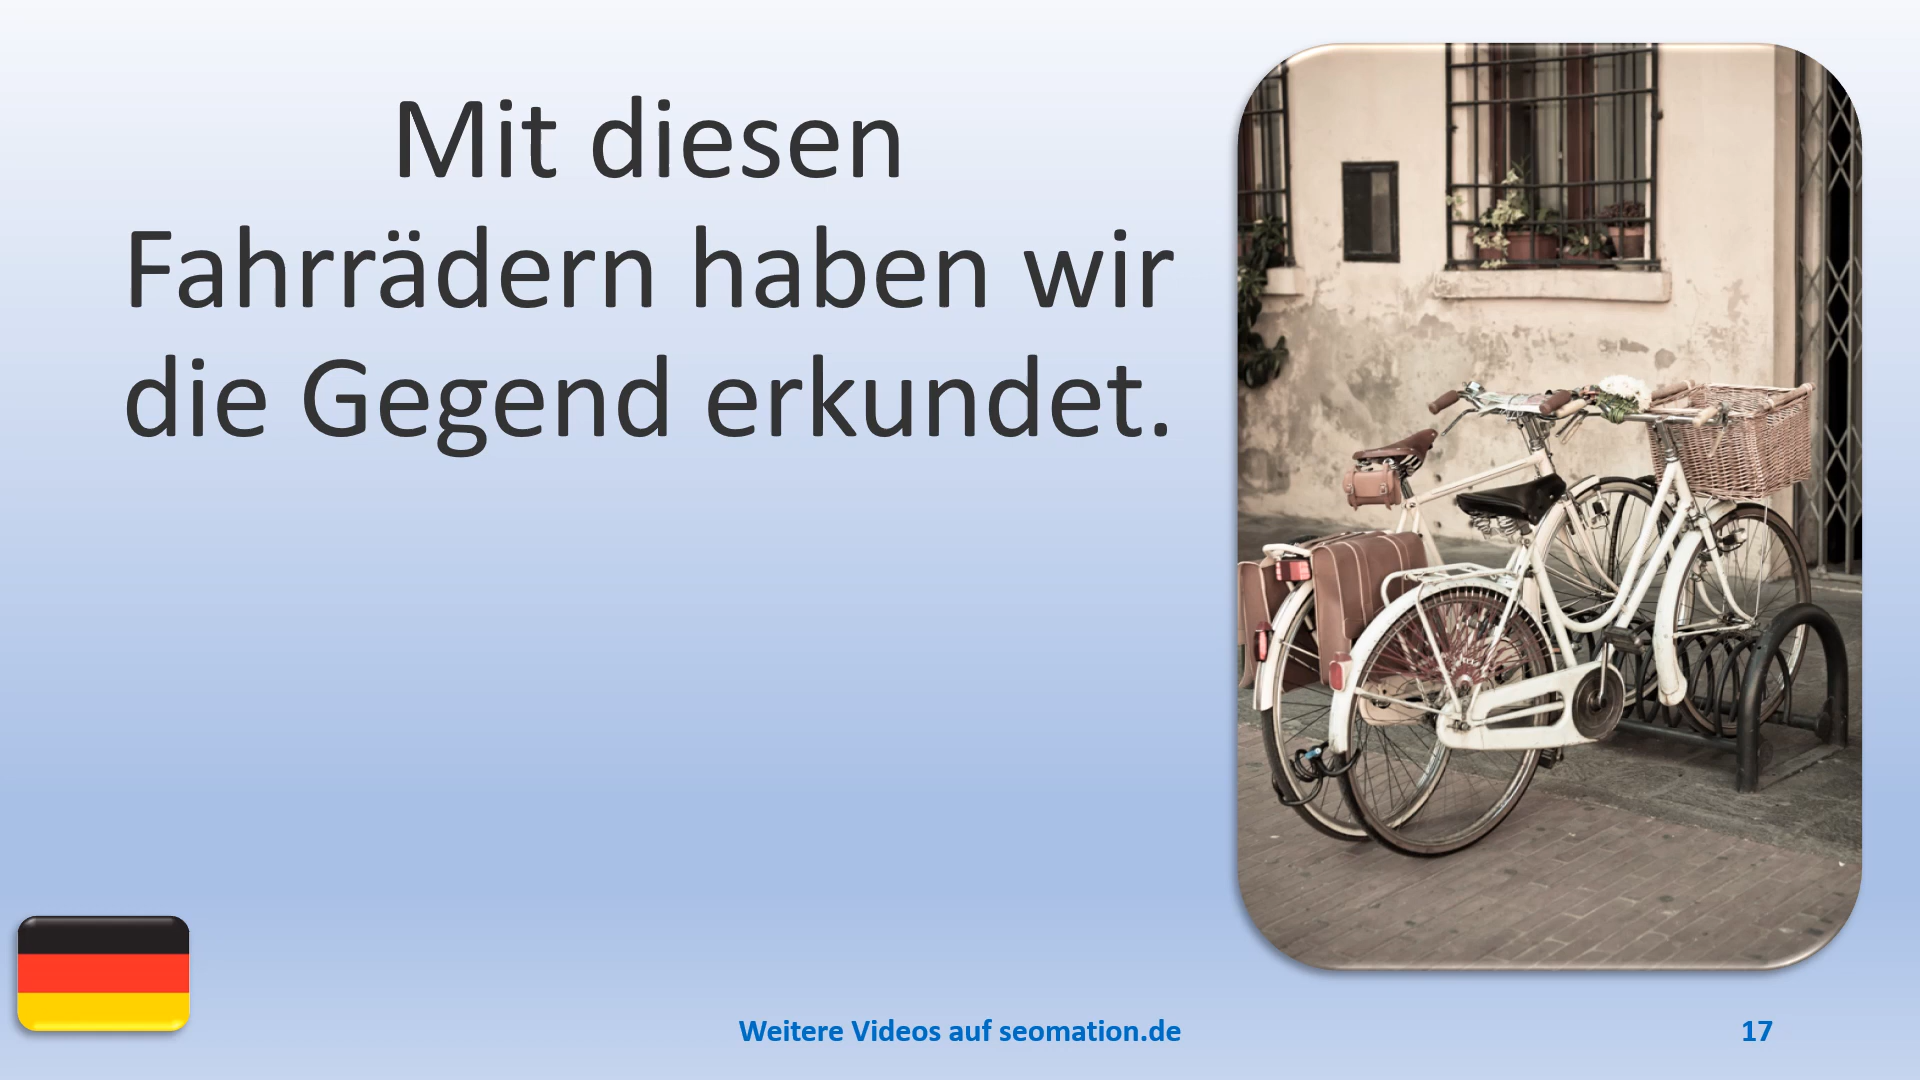 Mit diesen
Fahrrädern haben wir
die Gegend erkundet.
Weitere Videos auf seomation.de
17